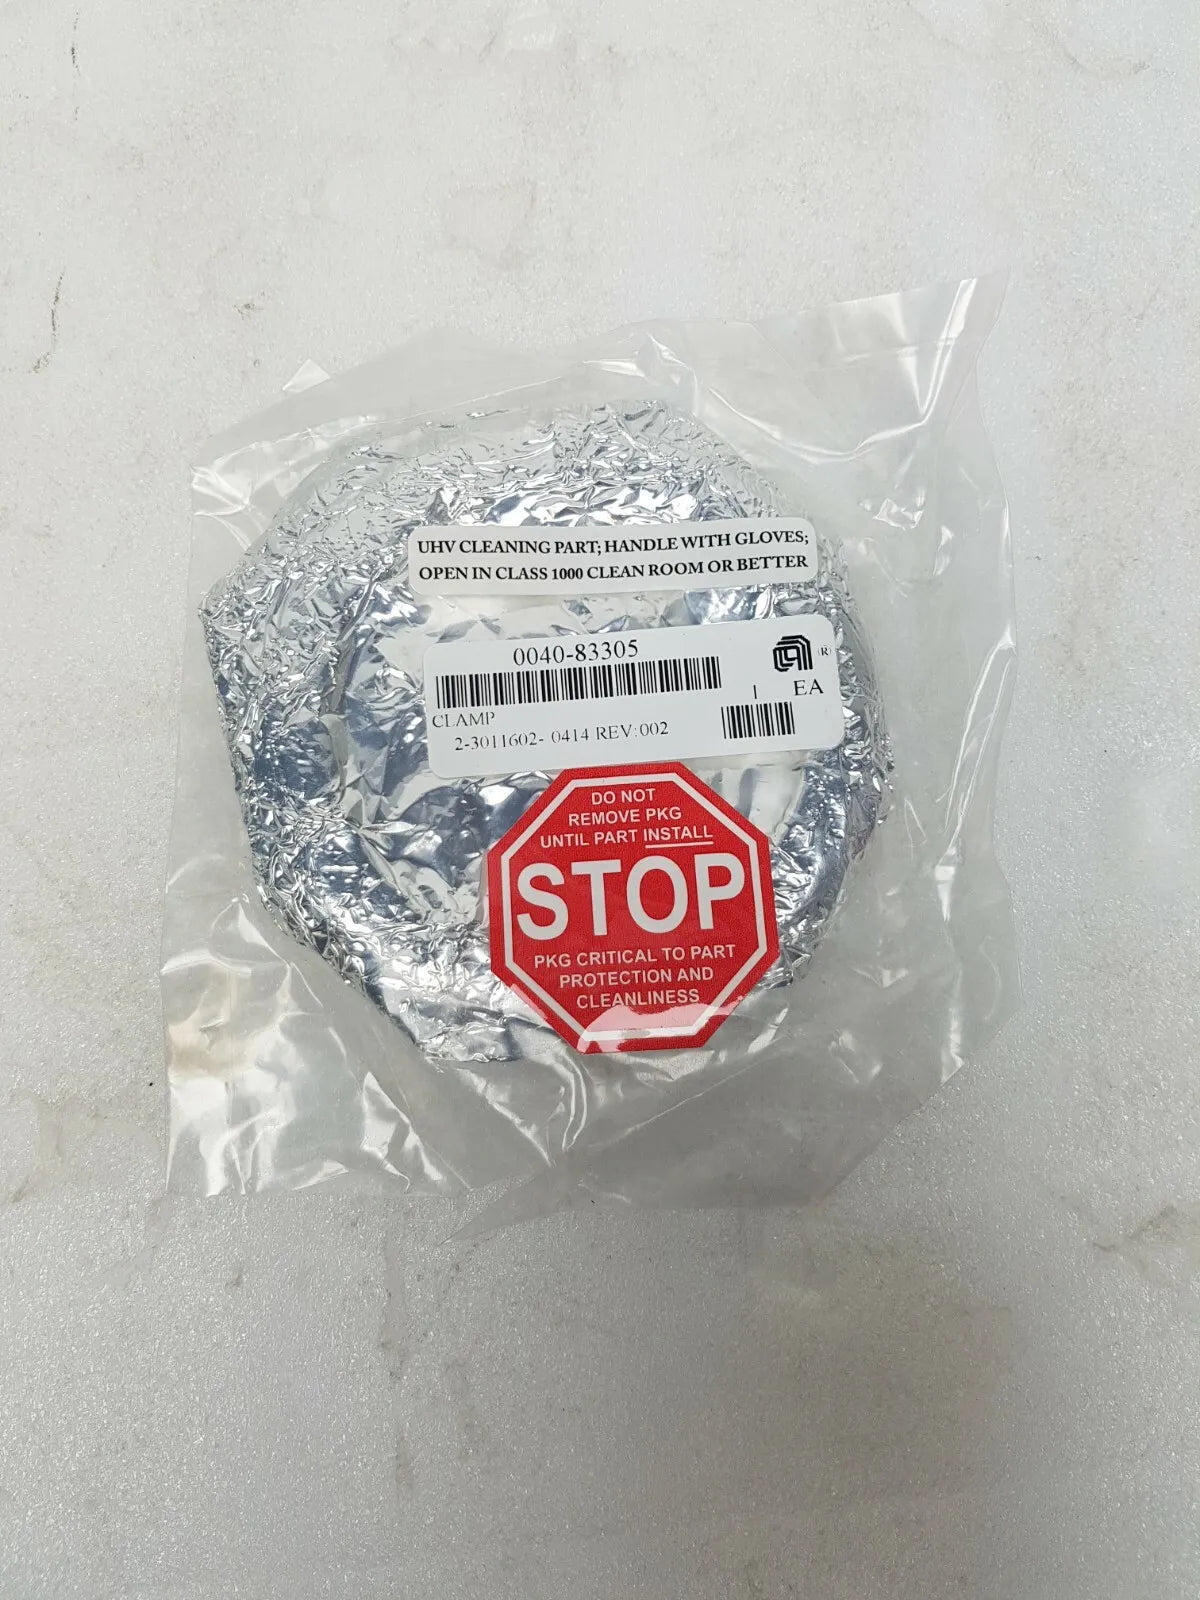 UHV CLEANING PART; HANDLE WITH GLOVES;
OPEN IN CLASS 1000 CLEAN ROOM OR BETTER
0040-83305
(R)
1 EA
CLAMP
2-3011602- 0414 REV:002
DO NOT
REMOVE PKG
UNTIL PART INSTALL
STOP
PKG CRITICAL TO PART
PROTECTION AND
CLEANLINESS